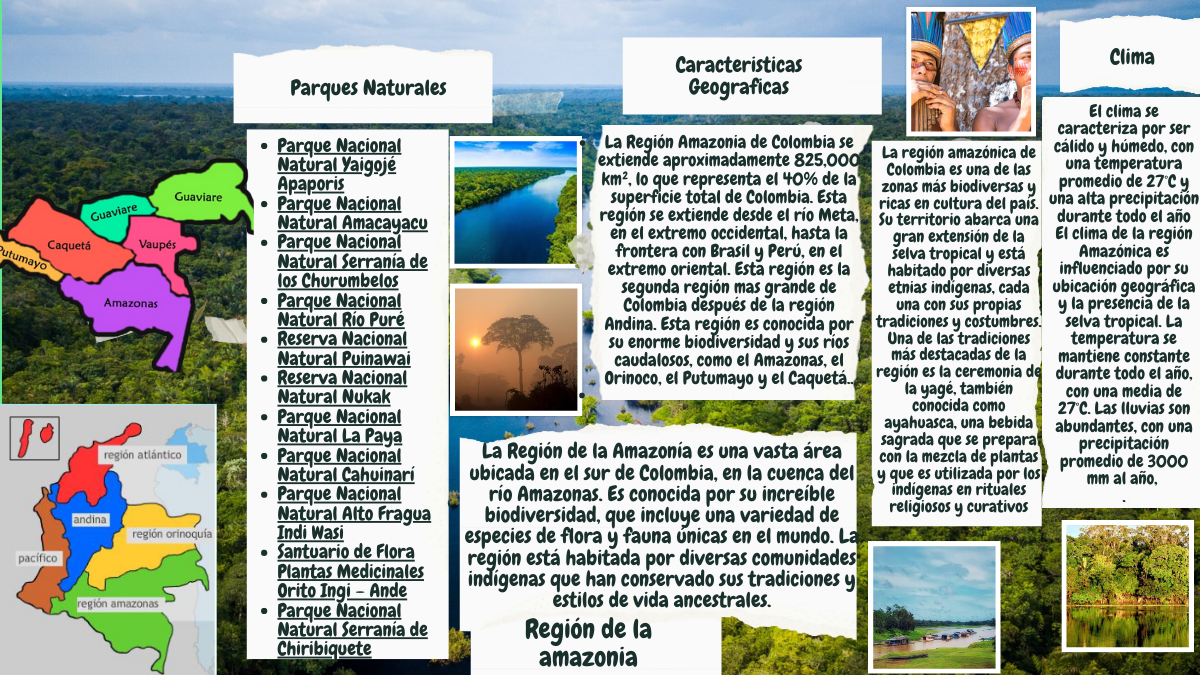 Parques Naturales
Parque Nacional
Natural Yaigojé
Apaporis
Parque Nacional
Natural Amacayacu
Parque Nacional
Natural Serranía de
los Churumbelos
Parque Nacional
Natural Río Puré
Reserva Nacional
Natural Puinawai
Reserva Nacional
Natural Nukak
Parque Nacional
Natural La Paya
Parque Nacional
Natural Cahuinarí
Parque Nacional
Natural Alto Fragua
Indi Wasi
Santuario de Flora
Plantas Medicinales
Orito Ingi – Ande
Parque Nacional
Natural Serranía de
Chiribiquete
Guaviare
Guaviare
Caquetá
Vaupés
Putumayo
Amazonas
región atlántico
andina
región orinoquía
pacífico
región amazonas
Caracteristicas
Geograficas
La Región Amazonia de Colombia se
extiende aproximadamente 825,000
km², lo que representa el 40% de la
superficie total de Colombia. Esta
región se extiende desde el río Meta,
en el extremo occidental, hasta la
frontera con Brasil y Perú, en el
extremo oriental. Esta región es la
segunda región mas grande de
Colombia después de la región
Andina. Esta región es conocida por
su enorme biodiversidad y sus ríos
caudalosos, como el Amazonas, el
Orinoco, el Putumayo y el Caquetá..
La Región de la Amazonía es una vasta área
ubicada en el sur de Colombia, en la cuenca del
río Amazonas. Es conocida por su increíble
biodiversidad, que incluye una variedad de
especies de flora y fauna únicas en el mundo. La
región está habitada por diversas comunidades
indígenas que han conservado sus tradiciones y
estilos de vida ancestrales.
Región de la
amazonia
La región amazónica de
Colombia es una de las
zonas más biodiversas y
ricas en cultura del país.
Su territorio abarca una
gran extensión de la
selva tropical y está
habitado por diversas
etnias indígenas, cada
una con sus propias
tradiciones y costumbres.
Una de las tradiciones
más destacadas de la
región es la ceremonia de
la yagé, también
conocida como
ayahuasca, una bebida
sagrada que se prepara
con la mezcla de plantas
y que es utilizada por los
indígenas en rituales
religiosos y curativos
Clima
El clima se
caracteriza por ser
cálido y húmedo, con
una temperatura
promedio de 27°C y
una alta precipitación
durante todo el año
El clima de la región
Amazónica es
influenciado por su
ubicación geográfica
y la presencia de la
selva tropical. La
temperatura se
mantiene constante
durante todo el año,
con una media de
27°C. Las lluvias son
abundantes, con una
precipitación
promedio de 3000
mm al año,
.